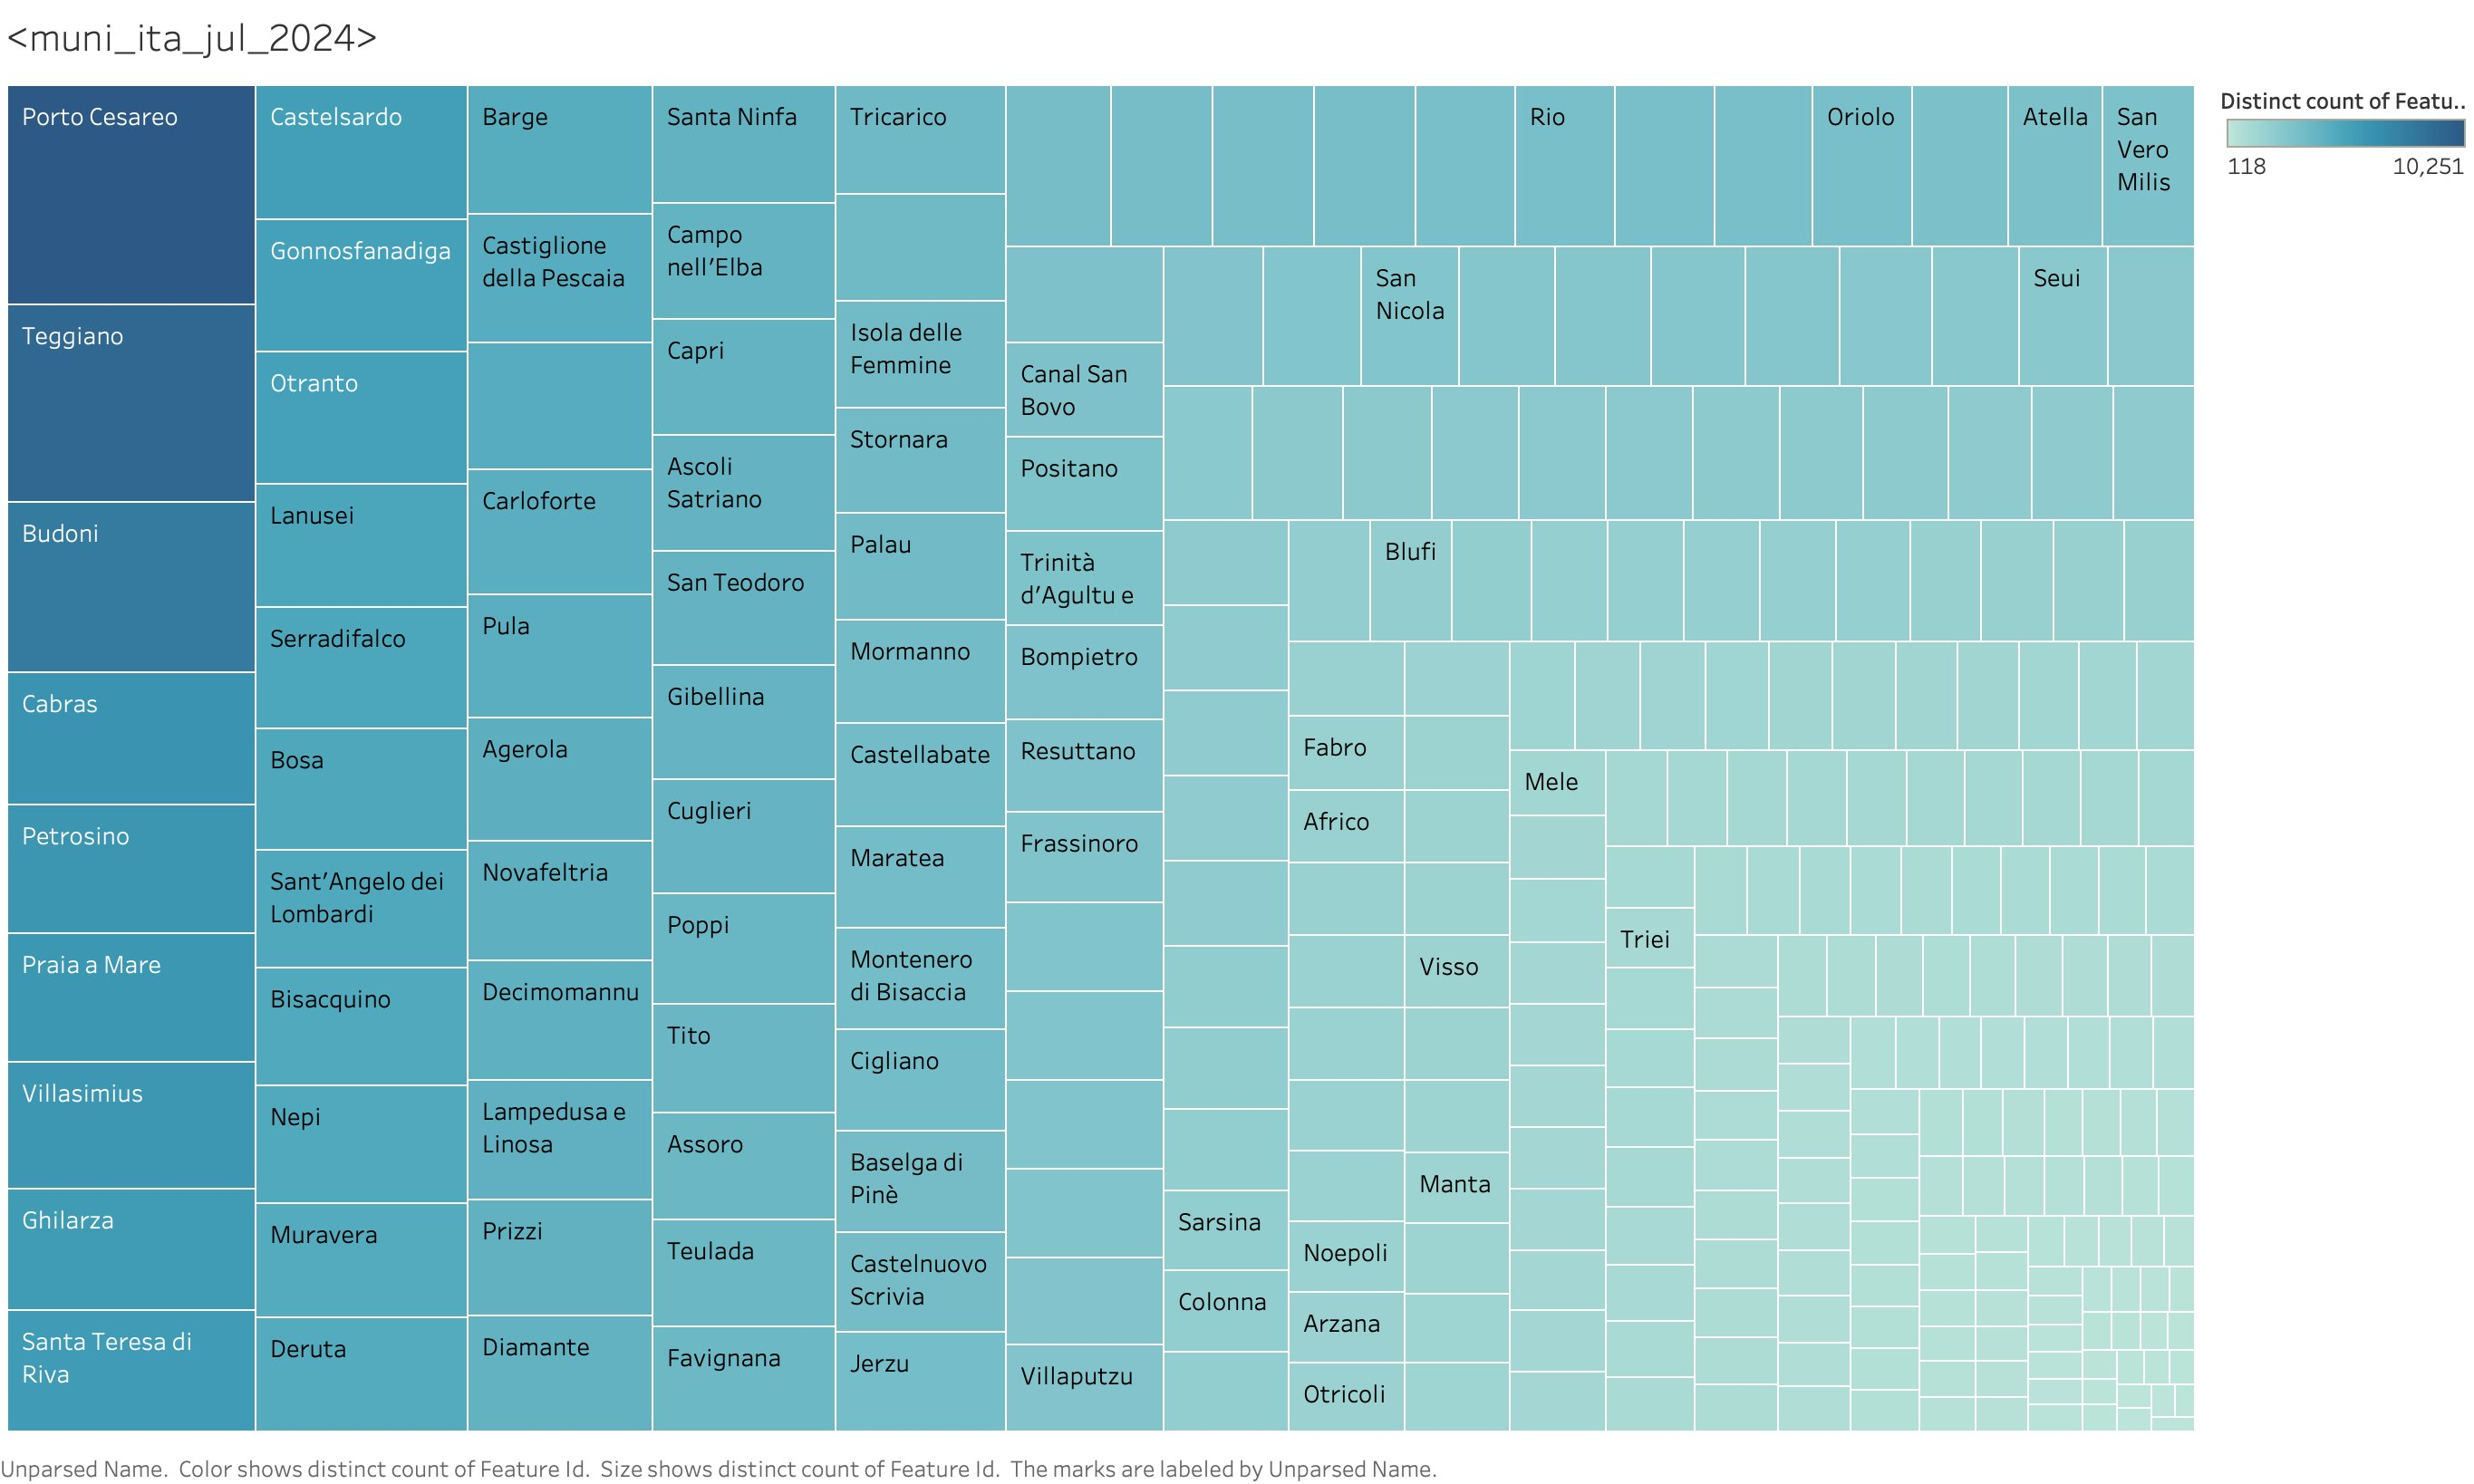 <muni_ita_jul_2024>
Porto Cesareo
Teggiano
Budoni
Cabras
Petrosino
Praia a Mare
Villasimius
Ghilarza
Santa Teresa di
Riva
Castelsardo
Gonnosfanadiga
Otranto
Lanusei
Serradifalco
Bosa
Sant'Angelo dei
Lombardi
Bisacquino
Nepi
Muravera
Deruta
Barge
Castiglione
della Pescaia
Carloforte
Pula
Agerola
Novafeltria
Decimomannu
Lampedusa e
Linosa
Prizzi
Diamante
Santa Ninfa
Campo
nell'Elba
Capri
Ascoli
Satriano
San Teodoro
Gibellina
Cuglieri
Poppi
Tito
Assoro
Teulada
Favignana
Tricarico
Isola delle
Femmine
Stornara
Palau
Mormanno
Castellabate
Maratea
Montenero
di Bisaccia
Cigliano
Baselga di
Pinè
Castelnuovo
Scrivia
Jerzu
Canal San
Bovo
Positano
Trinità
d'Agultu e
Bompietro
Resuttano
Frassinoro
Villaputzu
Rio
Oriolo
Atella
San
Vero
Milis
San
Nicola
Seui
Blufi
Sarsina
Colonna
Fabro
Africo
Noepoli
Arzana
Otricoli
Visso
Manta
Mele
Triei
Distinct count of Featu..
118
10,251
Unparsed Name.  Color shows distinct count of Feature Id.  Size shows distinct count of Feature Id.  The marks are labeled by Unparsed Name.